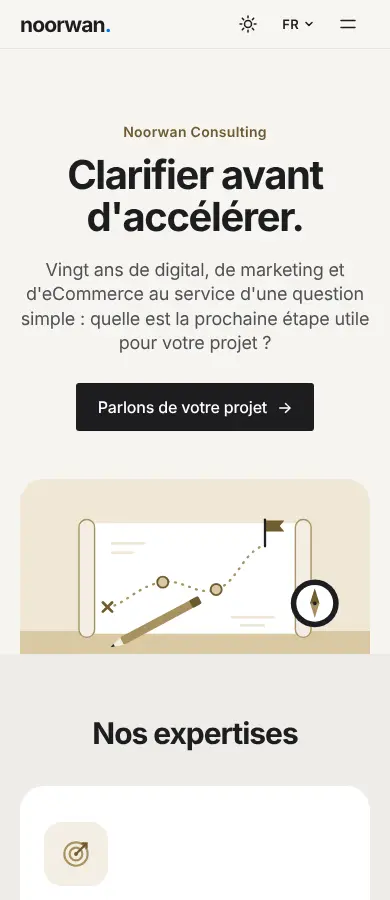 noorwan.
FR
Noorwan Consulting
Clarifier avant
d'accélérer.
Vingt ans de digital, de marketing et
d'eCommerce au service d'une question
simple : quelle est la prochaine étape utile
pour votre projet ?
Parlons de votre projet →
Nos expertises